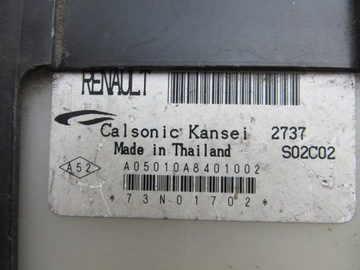 RENAULT
Calsonic Kansei 2737
Made in Thailand S02C02
A52 A05010A8401002
*73N01702*